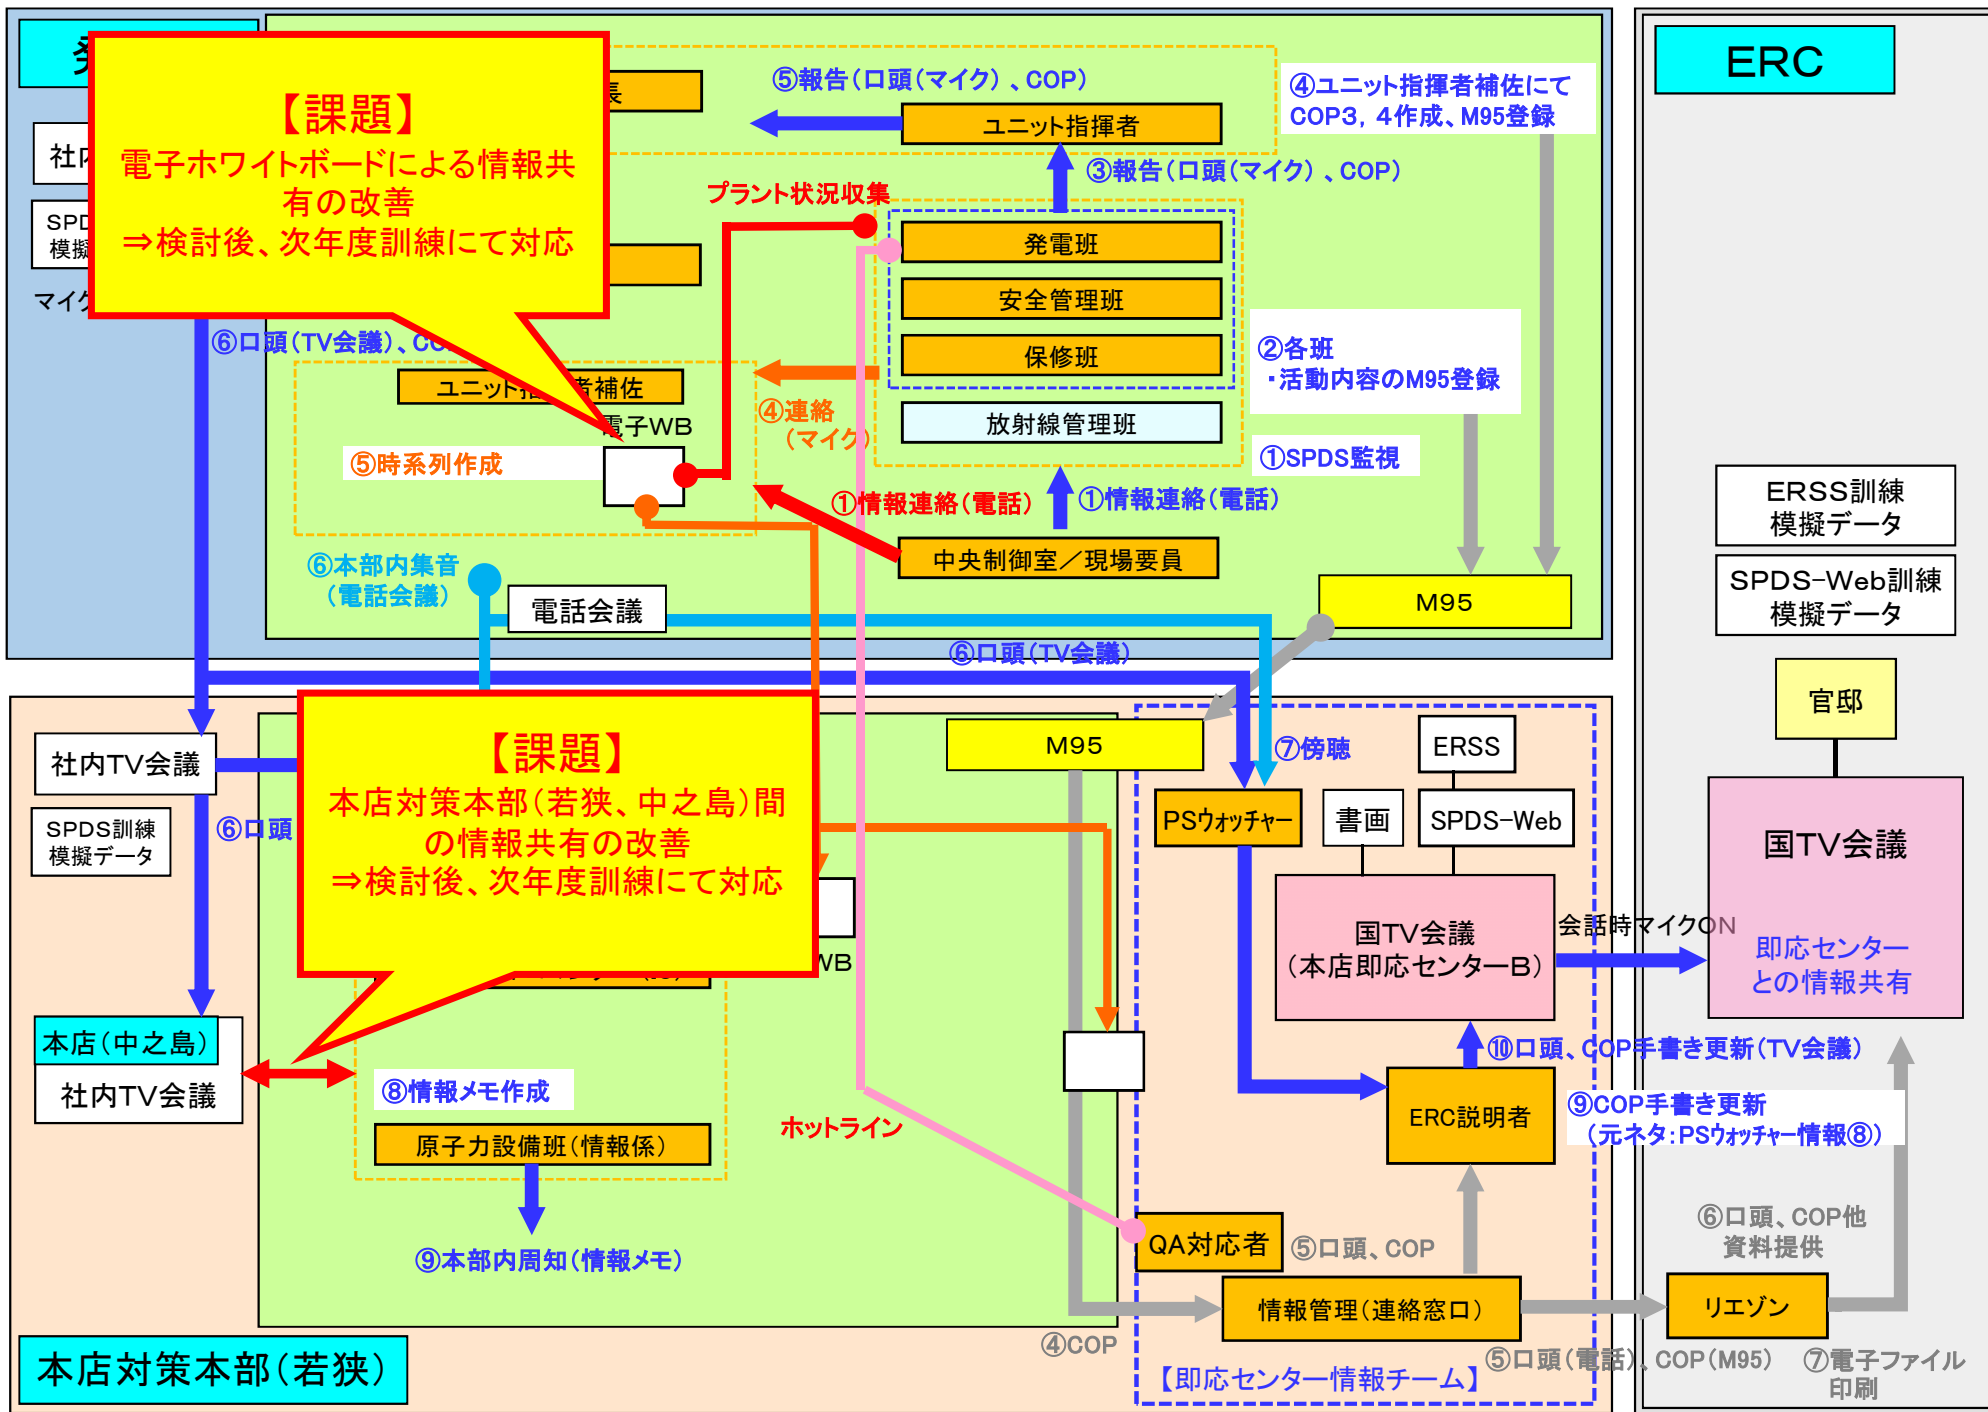 【課題】
電子ホワイトボードによる情報共
有の改善
⇒検討後、次年度訓練にて対応
長
⑤報告(口頭(マイク)、COP)
ユニット指揮者
④ユニット指揮者補佐にて
COP3,4作成、M95登録
③報告(口頭(マイク)、COP)
プラント状況収集
社内
SPD
模擬
マイク
発電班
安全管理班
保修班
放射線管理班
②各班
・活動内容のM95登録
①SPDS監視
⑥口頭(TV会議)、CO
ユニット指揮者補佐
電子WB
④連絡
(マイク)
⑤時系列作成
①情報連絡(電話)
①情報連絡(電話)
中央制御室/現場要員
⑥本部内集音
(電話会議)
電話会議
M95
⑥口頭(TV会議)
ERC
ERSS訓練
模擬データ
SPDS-Web訓練
模擬データ
官邸
国TV会議
即応センター
との情報共有
社内TV会議
SPDS訓練
模擬データ
⑥口頭
【課題】
本店対策本部(若狭、中之島)間
の情報共有の改善
⇒検討後、次年度訓練にて対応
WB
M95
⑦傍聴
ERSS
PSウォッチャー
書画
SPDS-Web
国TV会議
(本店即応センターB)
会話時マイクON
本店(中之島)
社内TV会議
⑧情報メモ作成
原子力設備班(情報係)
⑨本部内周知(情報メモ)
ホットライン
⑩口頭、COP手書き更新(TV会議)
ERC説明者
⑨COP手書き更新
(元ネタ:PSウォッチャー情報⑧)
QA対応者
⑤口頭、COP
⑥口頭、COP他
資料提供
情報管理(連絡窓口)
リエゾン
④COP
⑤口頭(電話)、COP(M95)
⑦電子ファイル
印刷
【即応センター情報チーム】
本店対策本部(若狭)